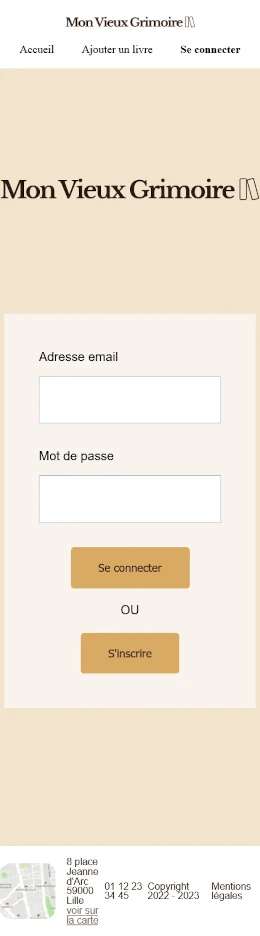 Mon Vieux Grimoire
Accueil Ajouter un livre Se connecter
Mon Vieux Grimoire
Adresse email
Mot de passe
Se connecter
OU
S'inscrire
8 place
Jeanne
d'Arc
59000
Lille
voir sur
la carte
01 12 23
34 45
Copyright
2022 - 2023
Mentions
légales